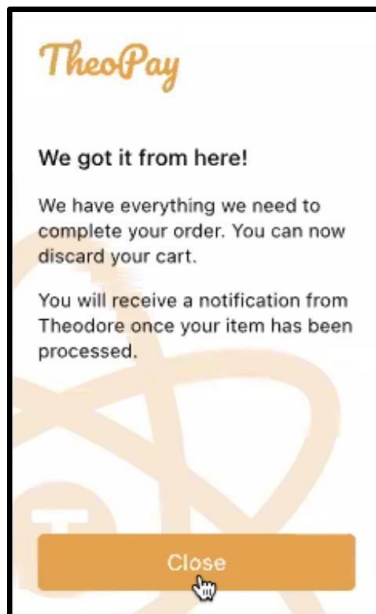 TheoPay
We got it from here!
We have everything we need to
complete your order. You can now
discard your cart.
You will receive a notification from
Theodore once your item has been
processed.
T
Close